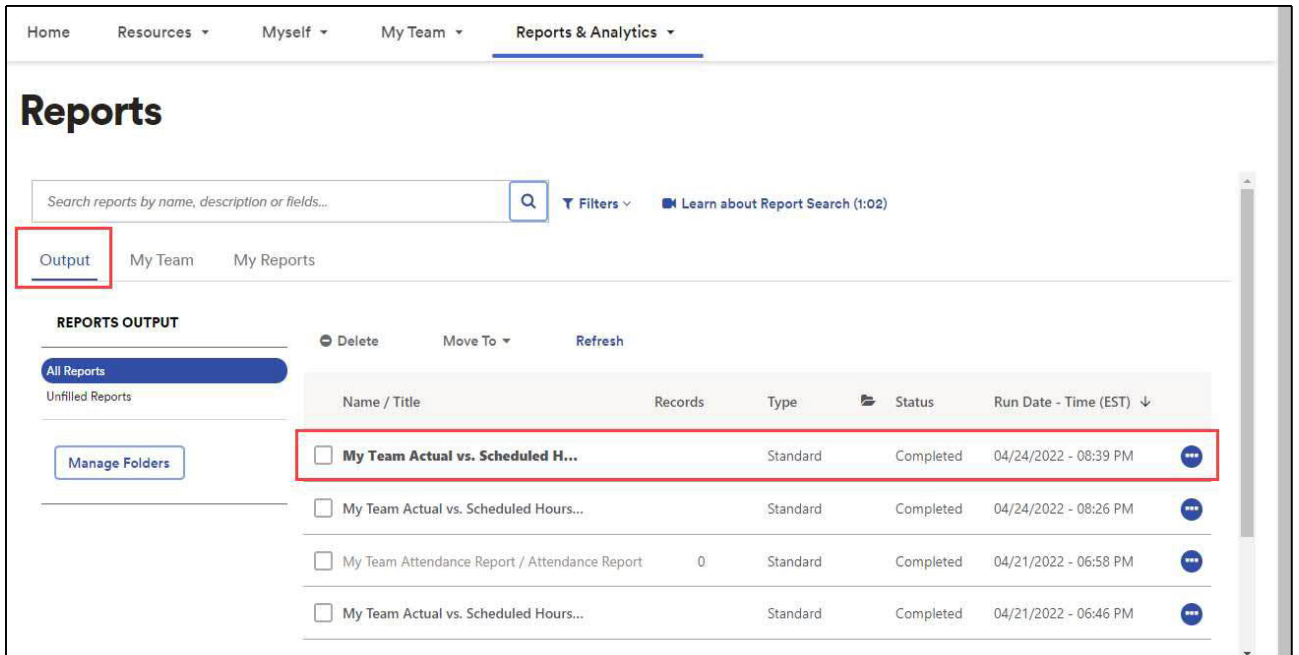 Home Resources Myself My Team Reports & Analytics
Reports
Search reports by name, description or fields...
Filters
Learn about Report Search (1:02)
Output My Team My Reports
REPORTS OUTPUT
All Reports
Unfilled Reports
Manage Folders
Delete Move To Refresh
Name / Title Records Type Status Run Date - Time (EST)
My Team Actual vs. Scheduled H... Standard Completed 04/24/2022 - 08:39 PM
My Team Actual vs. Scheduled Hours... Standard Completed 04/24/2022 - 08:26 PM
My Team Attendance Report / Attendance Report 0 Standard Completed 04/21/2022 - 06:58 PM
My Team Actual vs. Scheduled Hours... Standard Completed 04/21/2022 - 06:46 PM